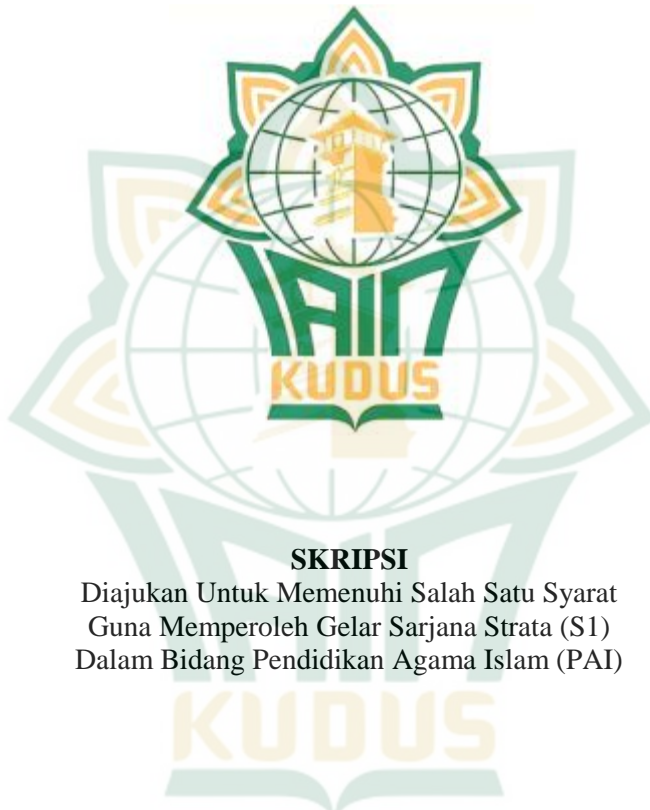 IAIN
KUDUS
SKRIPSI
Diajukan Untuk Memenuhi Salah Satu Syarat
Guna Memperoleh Gelar Sarjana Strata (S1)
Dalam Bidang Pendidikan Agama Islam (PAI)
IAIN
KUDUS